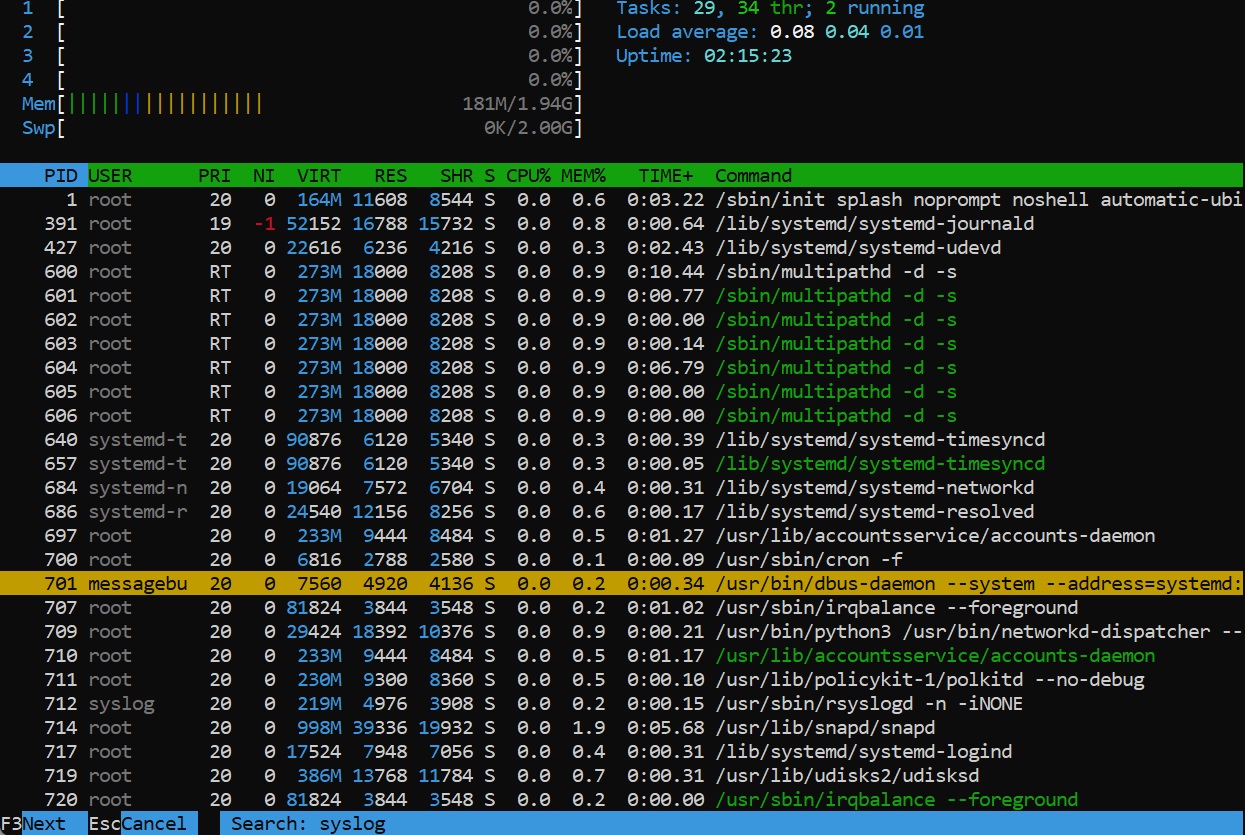 1 [ 0.0%] Tasks: 29, 34 thr; 2 running
2 [ 0.0%] Load average: 0.08 0.04 0.01
3 [ 0.0%] Uptime: 02:15:23
4 [ 0.0%]
Mem[|||||||||||||||||| 181M/1.94G]
Swp[ 0K/2.00G]
PID USER PRI NI VIRT RES SHR S CPU% MEM% TIME+ Command
1 root 20 0 164M 11608 8544 S 0.0 0.6 0:03.22 /sbin/init splash noprompt noshell automatic-ubi
391 root 19 -1 52152 16788 15732 S 0.0 0.8 0:00.64 /lib/systemd/systemd-journald
427 root 20 0 22616 6236 4216 S 0.0 0.3 0:02.43 /lib/systemd/systemd-udevd
600 root RT 0 273M 18000 8208 S 0.0 0.9 0:10.44 /sbin/multipathd -d -s
601 root RT 0 273M 18000 8208 S 0.0 0.9 0:00.77 /sbin/multipathd -d -s
602 root RT 0 273M 18000 8208 S 0.0 0.9 0:00.00 /sbin/multipathd -d -s
603 root RT 0 273M 18000 8208 S 0.0 0.9 0:00.14 /sbin/multipathd -d -s
604 root RT 0 273M 18000 8208 S 0.0 0.9 0:06.79 /sbin/multipathd -d -s
605 root RT 0 273M 18000 8208 S 0.0 0.9 0:00.00 /sbin/multipathd -d -s
606 root RT 0 273M 18000 8208 S 0.0 0.9 0:00.00 /sbin/multipathd -d -s
640 systemd-t 20 0 90876 6120 5340 S 0.0 0.3 0:00.39 /lib/systemd/systemd-timesyncd
657 systemd-t 20 0 90876 6120 5340 S 0.0 0.3 0:00.05 /lib/systemd/systemd-timesyncd
684 systemd-n 20 0 19064 7572 6704 S 0.0 0.4 0:00.31 /lib/systemd/systemd-networkd
686 systemd-r 20 0 24540 12156 8256 S 0.0 0.6 0:00.17 /lib/systemd/systemd-resolved
697 root 20 0 233M 9444 8484 S 0.0 0.5 0:01.27 /usr/lib/accountsservice/accounts-daemon
700 root 20 0 6816 2788 2580 S 0.0 0.1 0:00.09 /usr/sbin/cron -f
701 messagebu 20 0 7560 4920 4136 S 0.0 0.2 0:00.34 /usr/bin/dbus-daemon --system --address=systemd:
707 root 20 0 81824 3844 3548 S 0.0 0.2 0:01.02 /usr/sbin/irqbalance --foreground
709 root 20 0 29424 18392 10376 S 0.0 0.9 0:00.21 /usr/bin/python3 /usr/bin/networkd-dispatcher --
710 root 20 0 233M 9444 8484 S 0.0 0.5 0:01.17 /usr/lib/accountsservice/accounts-daemon
711 root 20 0 230M 9300 8360 S 0.0 0.5 0:00.10 /usr/lib/policykit-1/polkitd --no-debug
712 syslog 20 0 219M 4976 3908 S 0.0 0.2 0:00.15 /usr/sbin/rsyslogd -n -iNONE
714 root 20 0 998M 39336 19932 S 0.0 1.9 0:05.68 /usr/lib/snapd/snapd
717 root 20 0 17524 7948 7056 S 0.0 0.4 0:00.31 /lib/systemd/systemd-logind
719 root 20 0 386M 13768 11784 S 0.0 0.7 0:00.31 /usr/lib/udisks2/udisksd
720 root 20 0 81824 3844 3548 S 0.0 0.2 0:00.00 /usr/sbin/irqbalance --foreground
F3Next EscCancel Search: syslog